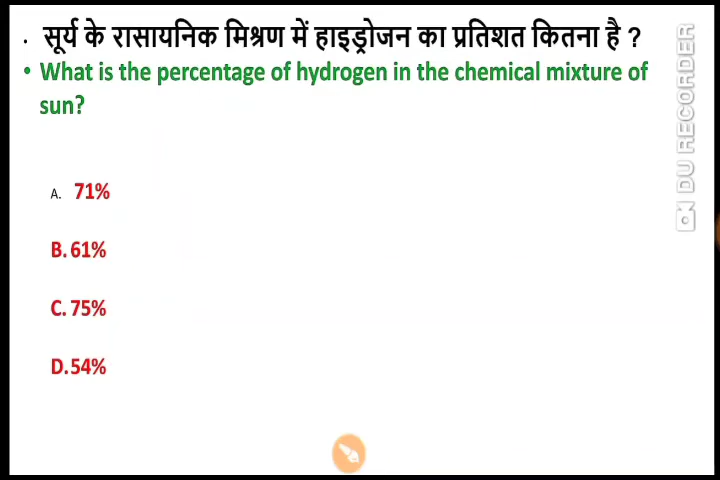 · सूर्य के रासायनिक मिश्रण में हाइड्रोजन का प्रतिशत कितना है ?
• What is the percentage of hydrogen in the chemical mixture of
sun?
A. 71%
B. 61%
C. 75%
D. 54%
DU RECORDER